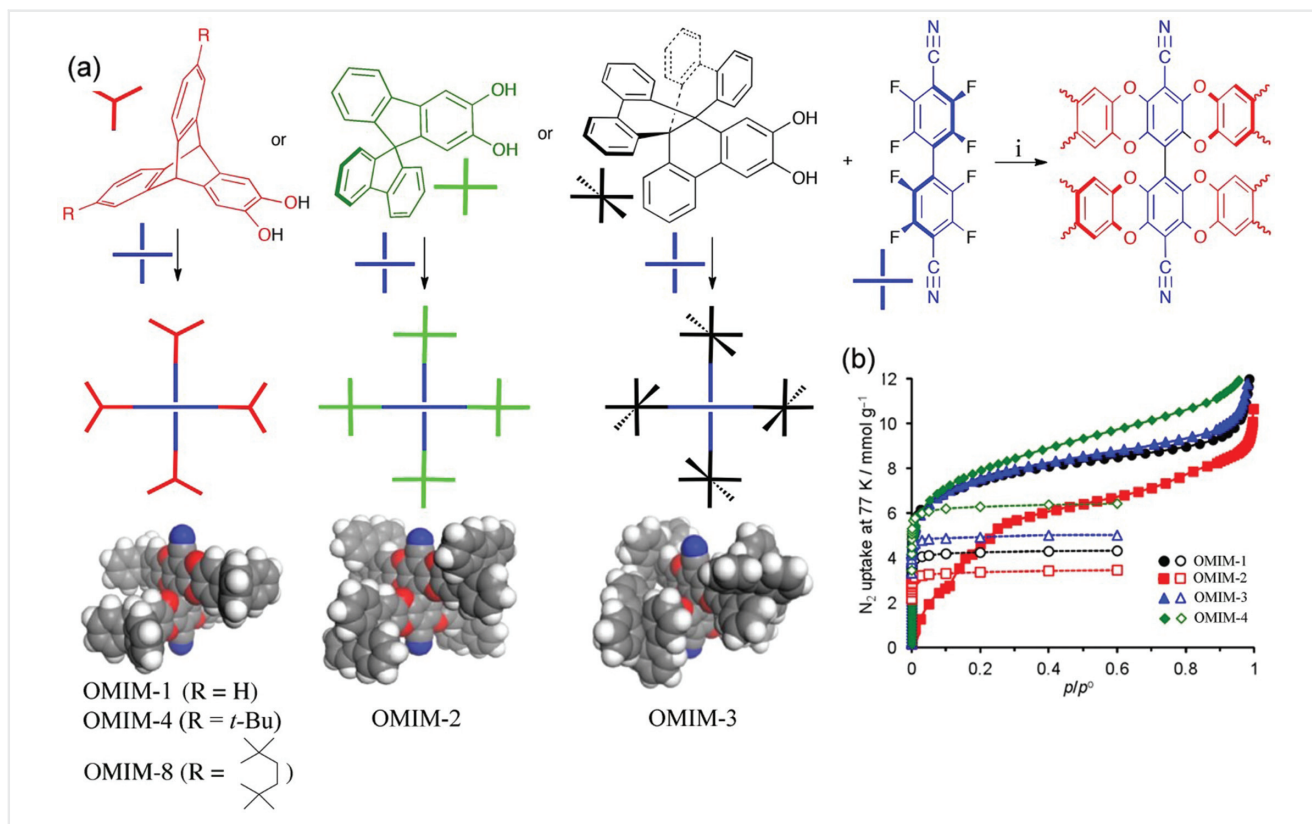 (a)
R
R
OH
OH
or
OH
OH
or
OH
OH
+
N
C
F F
F F
F F
F F
C
N
i
N
C
O O
O O
O O
O O
C
N
(b)
N₂ uptake at 77 K / mmol g⁻¹
12
10
8
6
4
2
0
0 0.2 0.4 0.6 0.8 1
p/p⁰
OMIM-1
OMIM-2
OMIM-3
OMIM-4
OMIM-1 (R = H)
OMIM-4 (R = t-Bu)
OMIM-8 (R = )
OMIM-2
OMIM-3